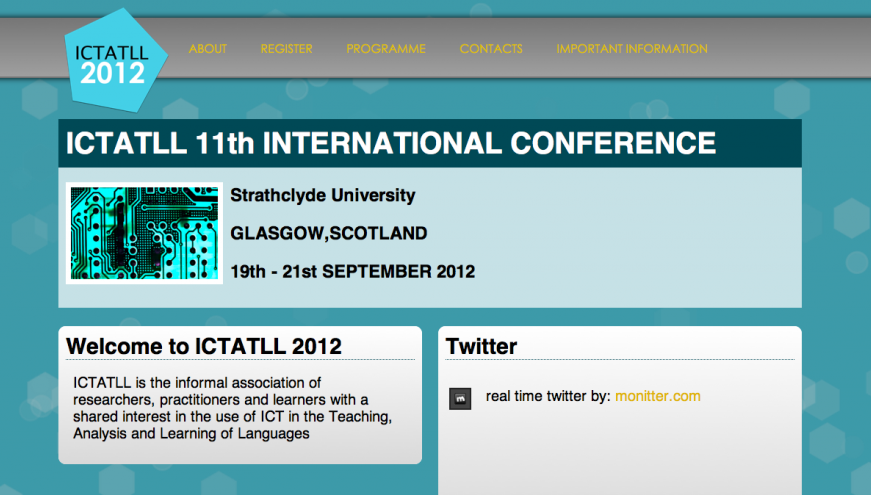 ICTATLL
2012
ABOUT REGISTER PROGRAMME CONTACTS IMPORTANT INFORMATION
ICTATLL 11th INTERNATIONAL CONFERENCE
Strathclyde University
GLASGOW,SCOTLAND
19th - 21st SEPTEMBER 2012
Welcome to ICTATLL 2012
ICTATLL is the informal association of
researchers, practitioners and learners with a
shared interest in the use of ICT in the Teaching,
Analysis and Learning of Languages
Twitter
m
real time twitter by: monitter.com